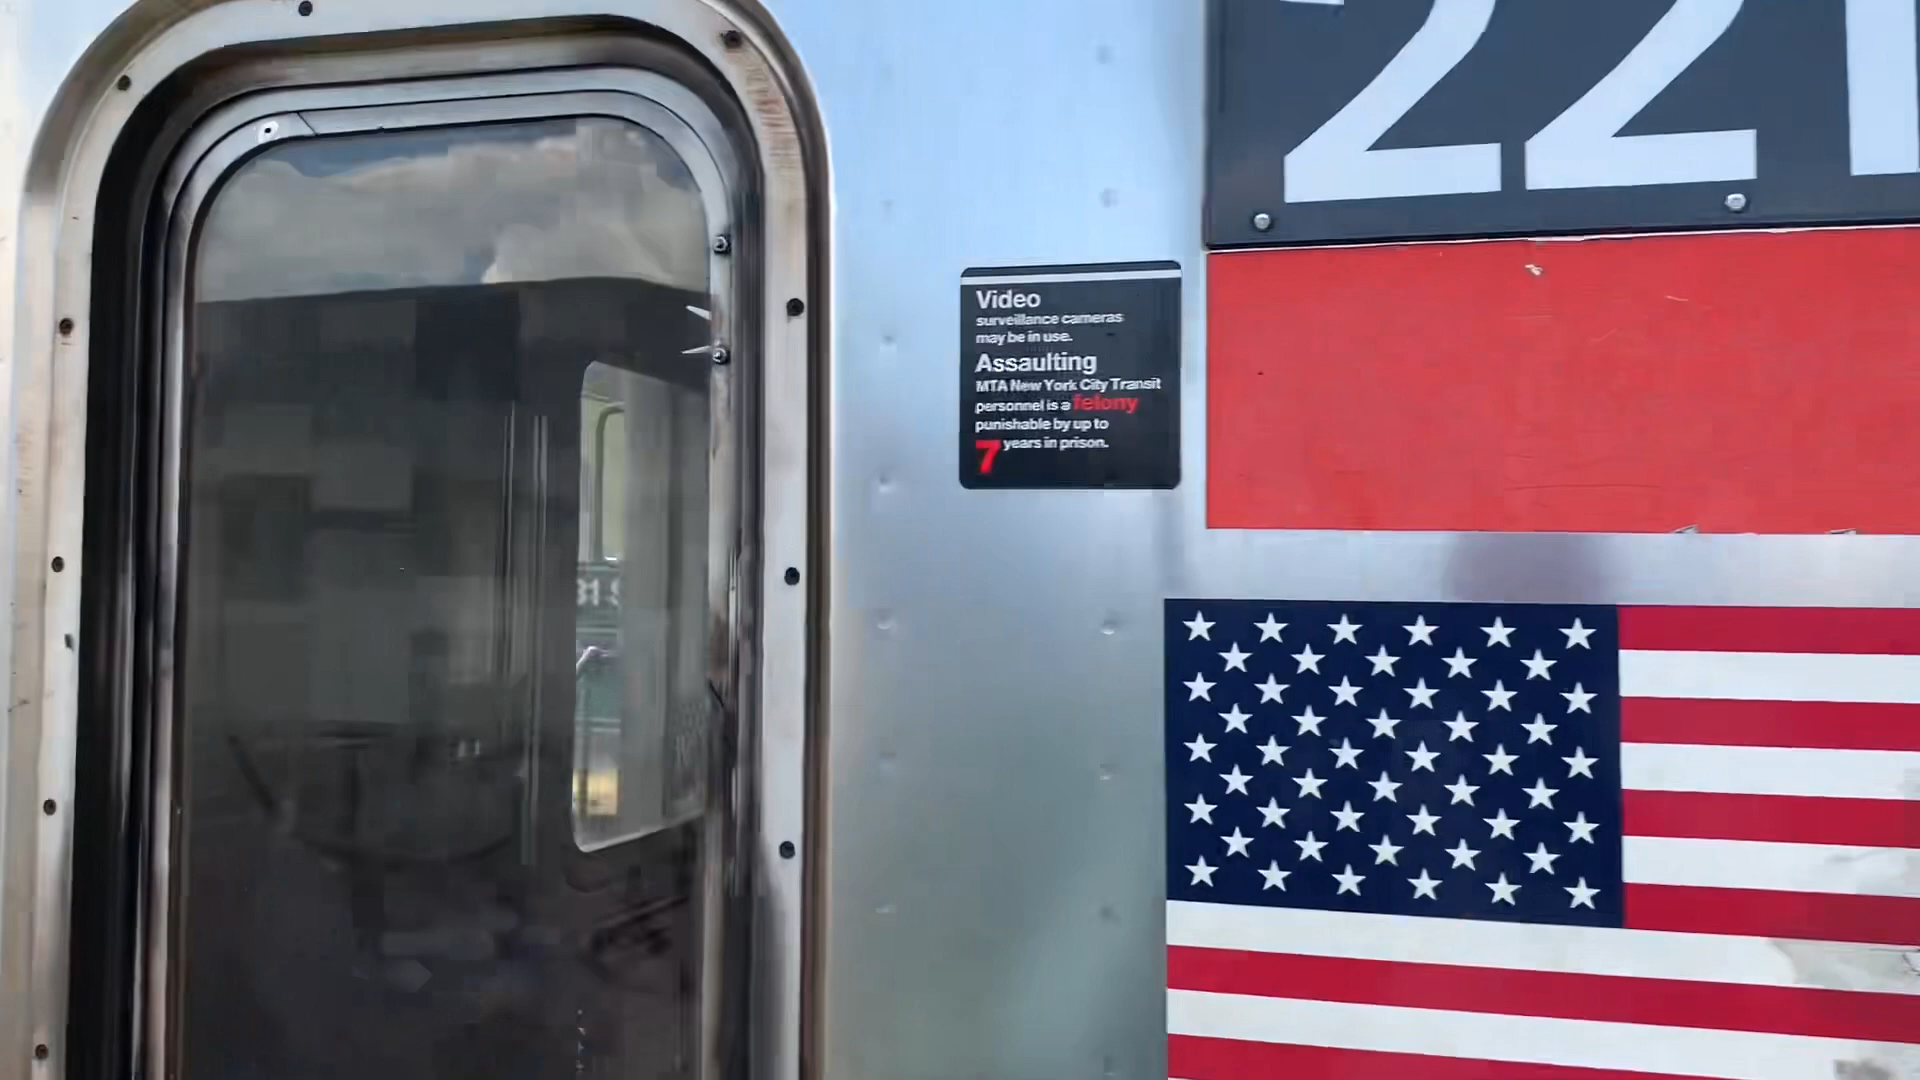 221
Video
surveillance cameras
may be in use.
Assaulting
MTA New York City Transit
personnel is a felony
punishable by up to
7 years in prison.